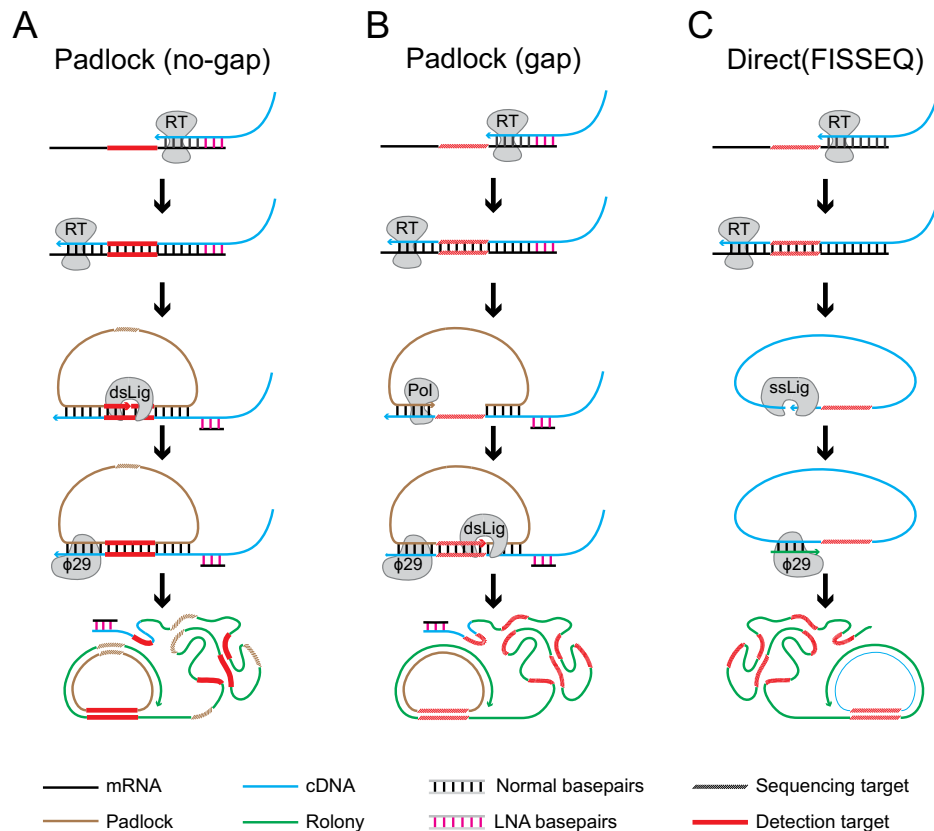 A
B
C
Padlock (no-gap)
Padlock (gap)
Direct(FISSEQ)
RT
RT
RT
RT
RT
RT
dsLig
Pol
ssLig
ϕ29
ϕ29
dsLig
ϕ29
mRNA
cDNA
Normal basepairs
Sequencing target
Padlock
Rolony
LNA basepairs
Detection target